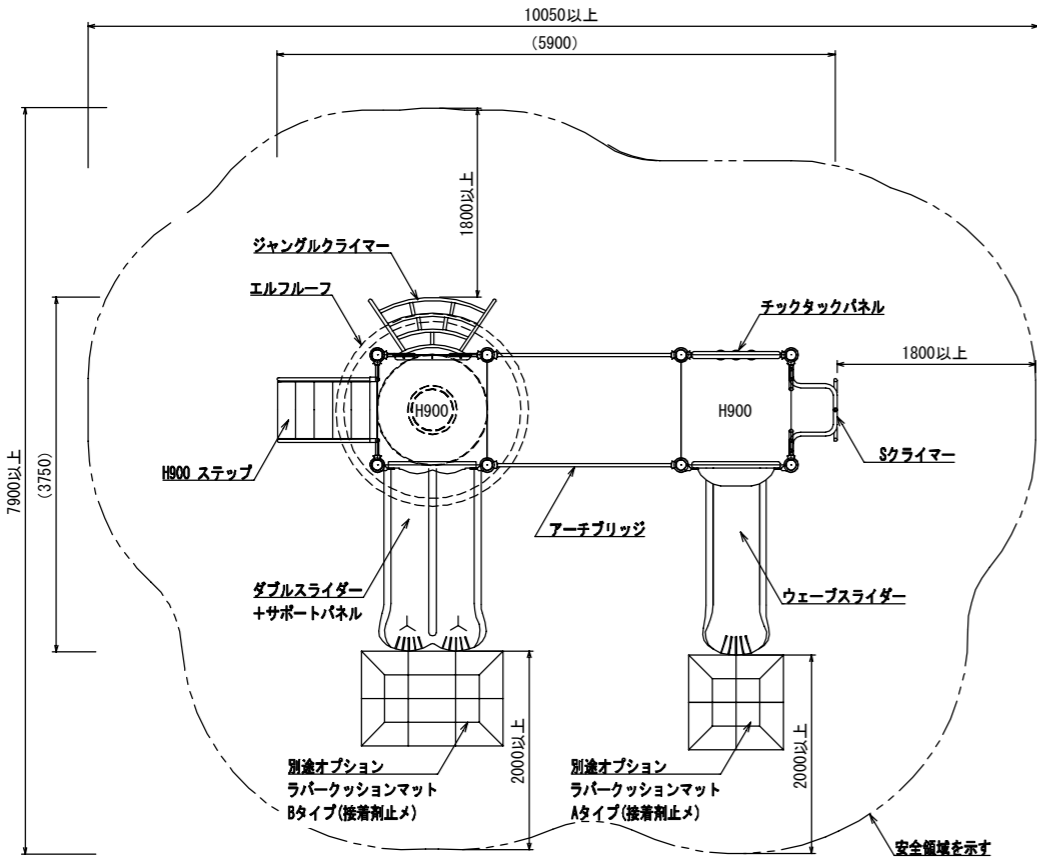 10050以上
(5900)
1800以上
ジャングルクライマー
エルフルーフ
チックタックパネル
1800以上
7900以上
(3750)
H900
H900
Sクライマー
H900 ステップ
アーチブリッジ
ダブルスライダー
+サポートパネル
ウェーブスライダー
2000以上
2000以上
別途オプション
ラバークッションマット
Bタイプ(接着剤止メ)
別途オプション
ラバークッションマット
Aタイプ(接着剤止メ)
安全領域を示す